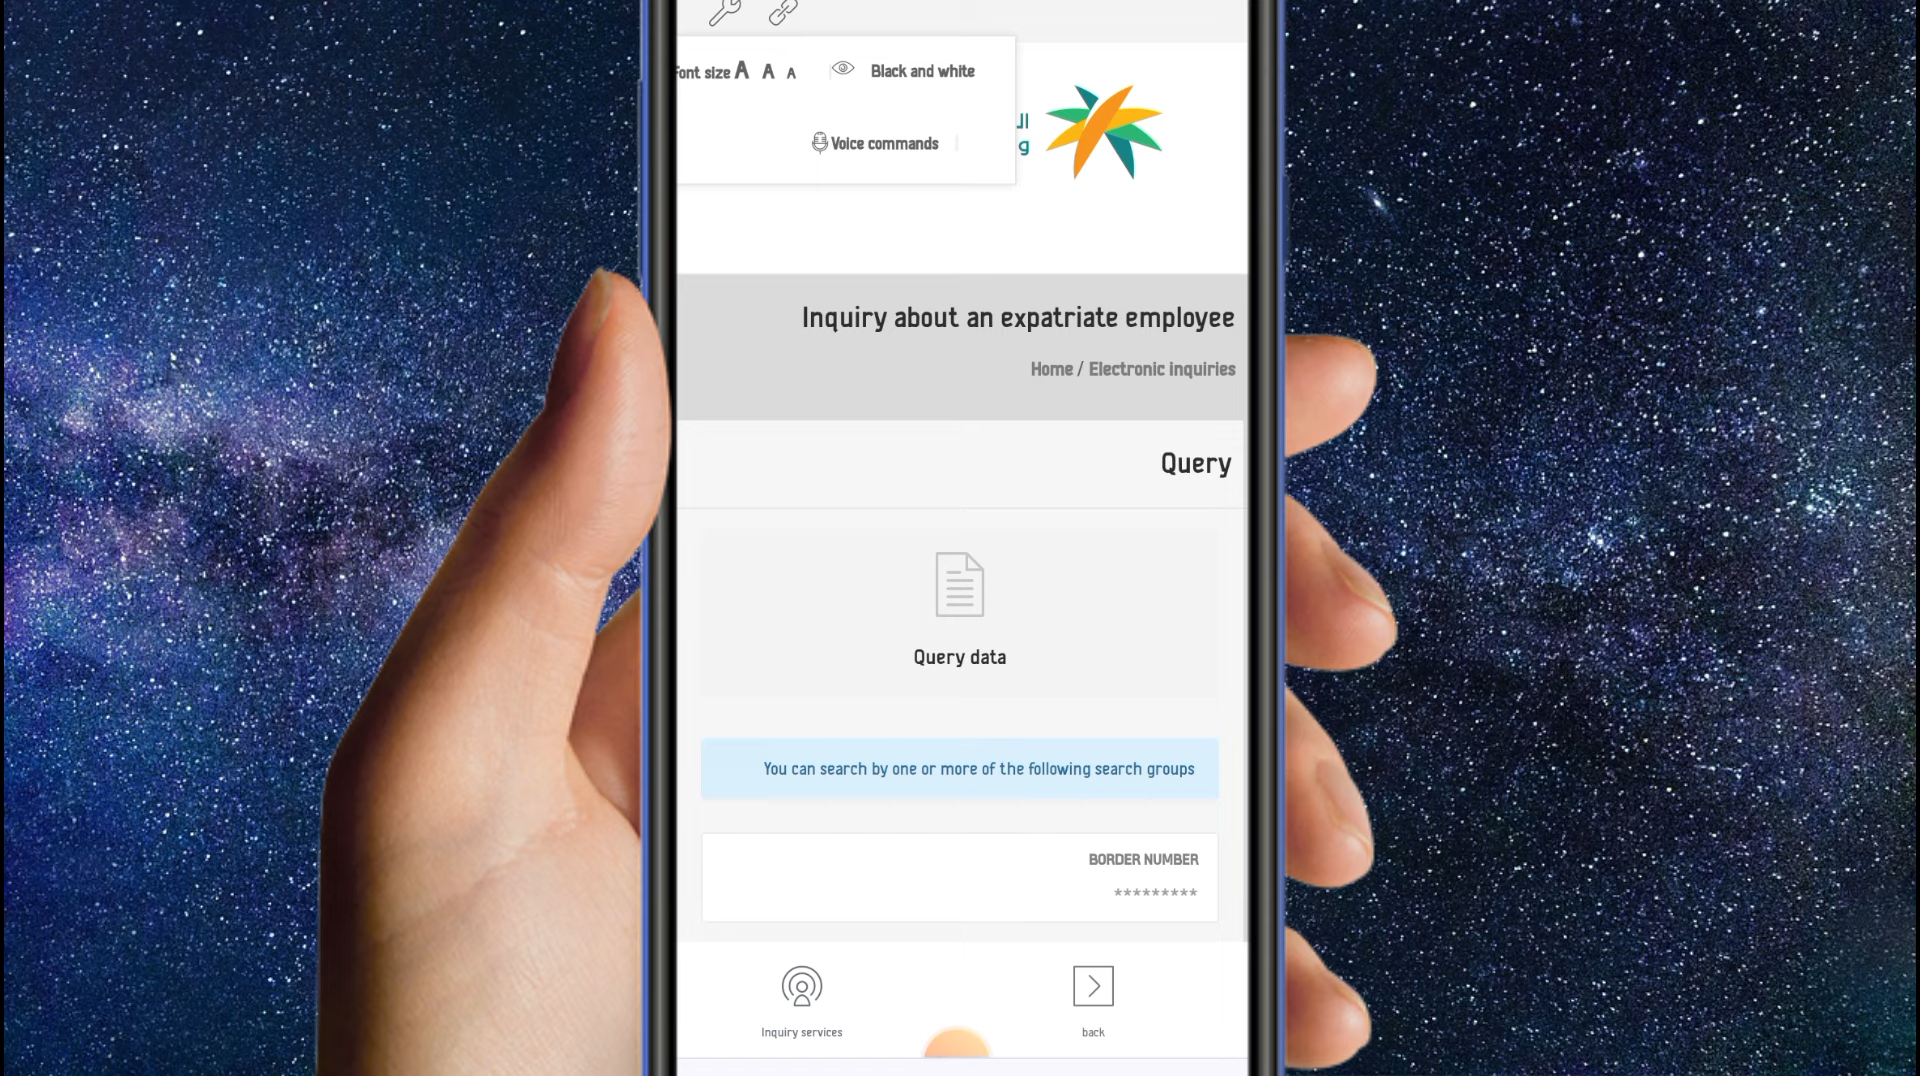 Font size A A A
Black and white
Voice commands
Inquiry about an expatriate employee
Home / Electronic inquiries
Query
Query data
You can search by one or more of the following search groups
BORDER NUMBER
*********
Inquiry services
back